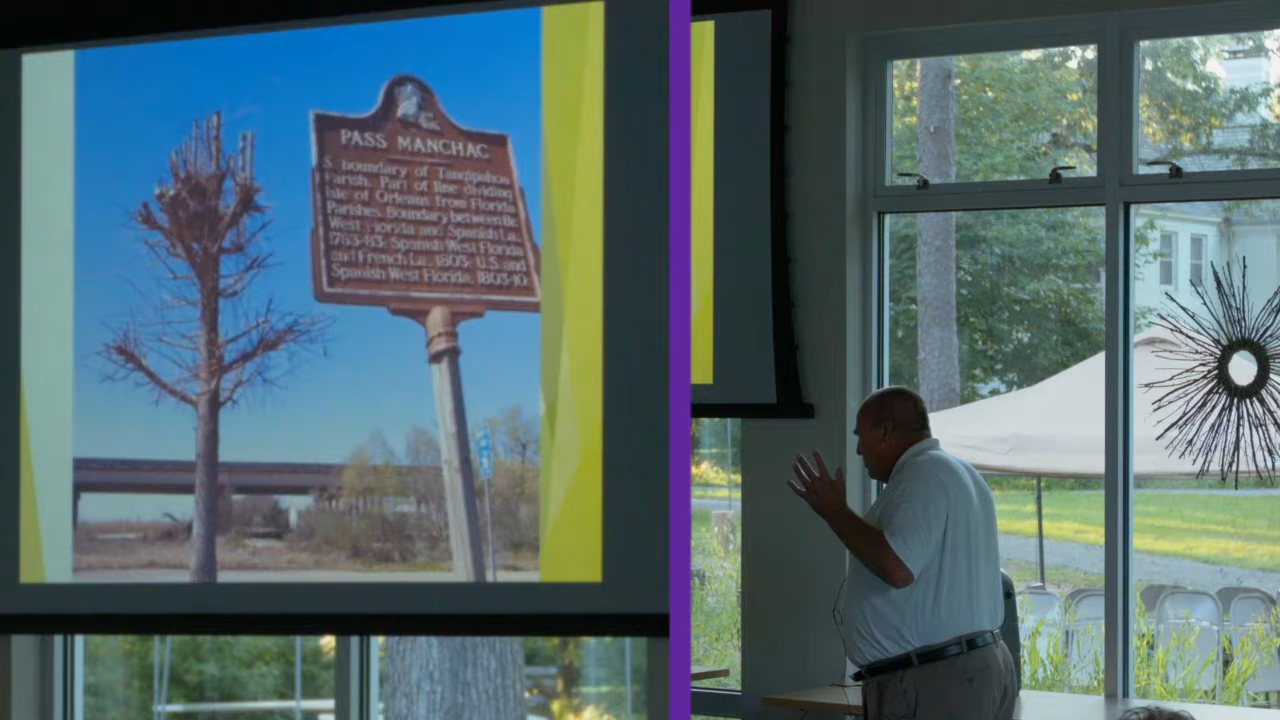 PASS MANCHAC
S. Boundary of Tangipahoa
Parish. Part of line dividing
Isle of Orleans from Florida
Parishes. Boundary between Br.
West Florida and Spanish La.,
1763-83; Spanish West Florida
and French La., 1803; U.S. and
Spanish West Florida, 1803-10.